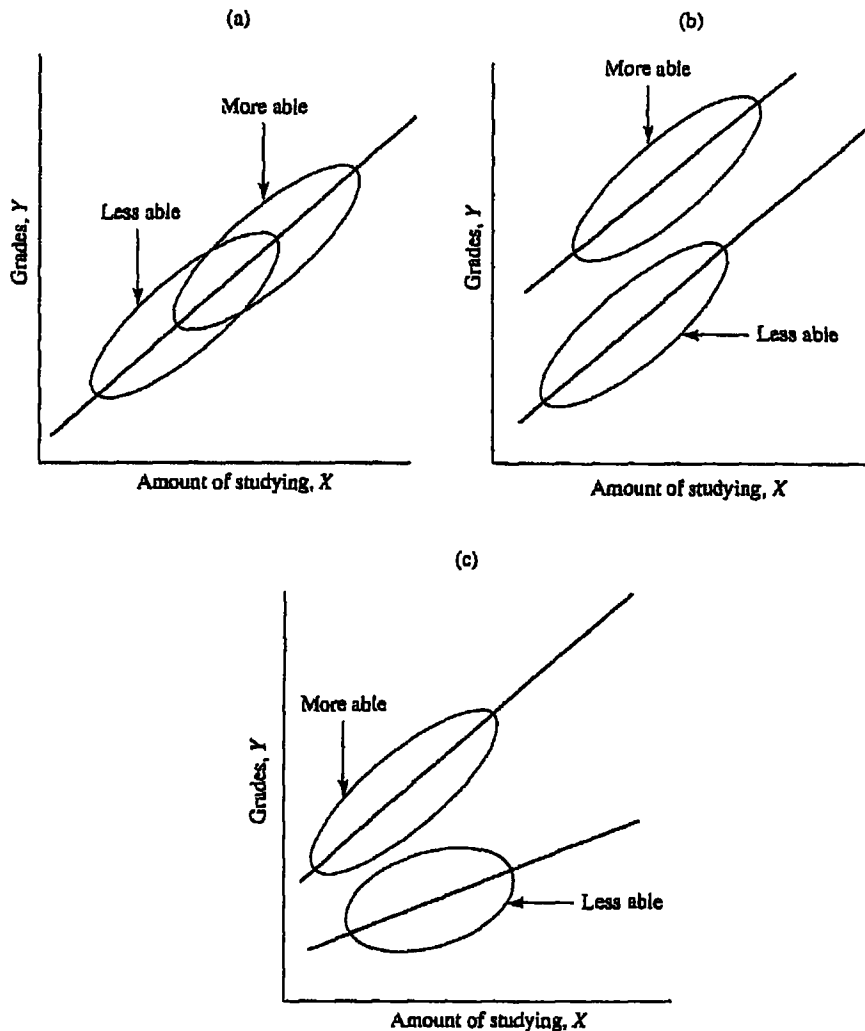 (a)
More able
Less able
Grades, Y
Amount of studying, X
(b)
More able
Grades, Y
Less able
Amount of studying, X
(c)
More able
Grades, Y
Less able
Amount of studying, X